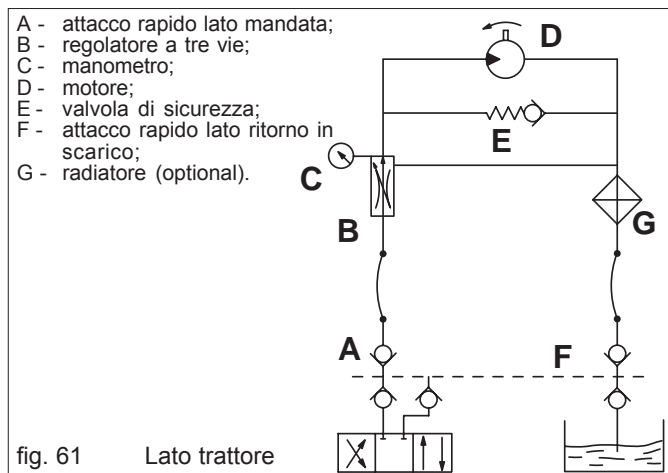 A - attacco rapido lato mandata;
B - regolatore a tre vie;
C - manometro;
D - motore;
E - valvola di sicurezza;
F - attacco rapido lato ritorno in
scarico;
G - radiatore (optional).
D
E
C
B
G
A
F
fig. 61 Lato trattore